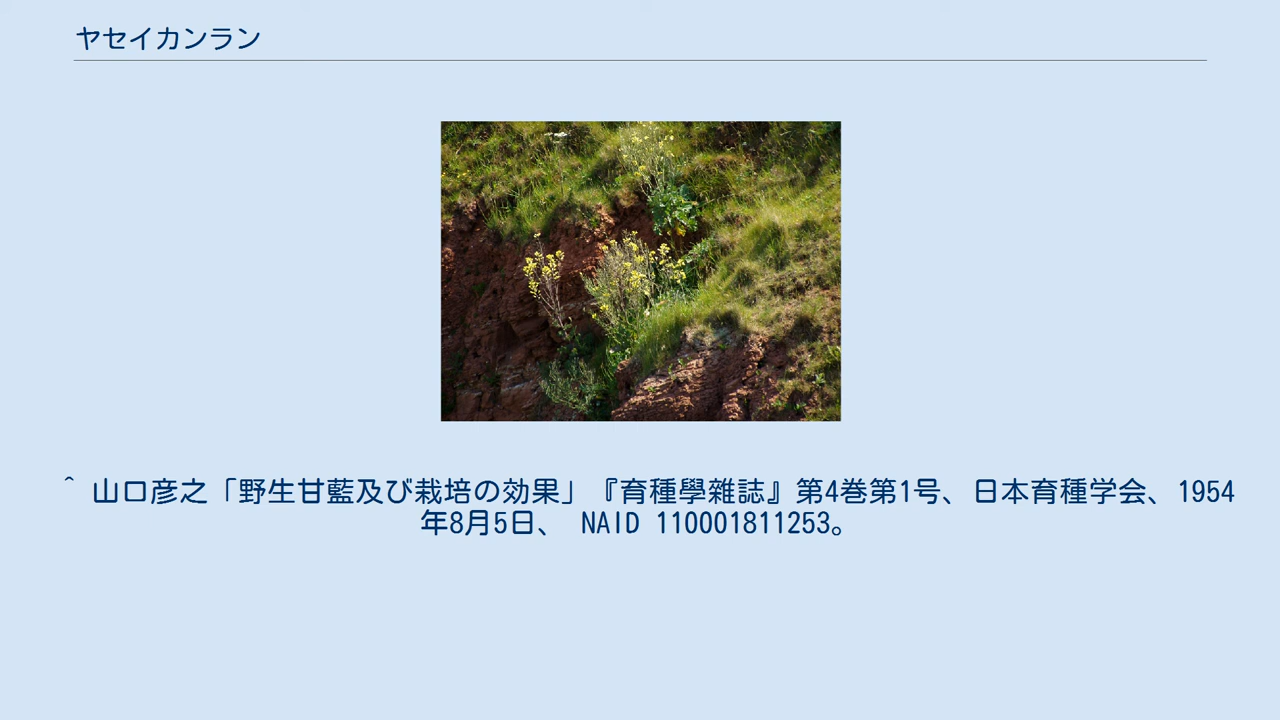 ヤセイカンラン
^ 山口彦之「野生甘藍及び栽培の効果」『育種學雜誌』第4巻第1号、日本育種学会、1954
年8月5日、 NAID 110001811253。